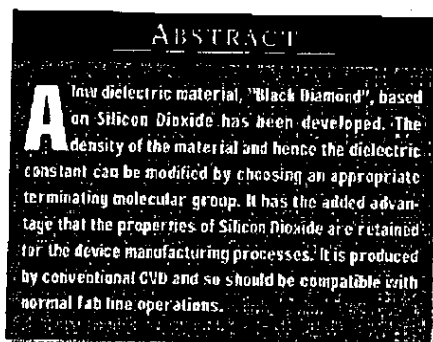 ABSTRACT
A low dielectric material, "Black Diamond", based
on Silicon Dioxide has been developed. The
density of the material and hence the dielectric
constant can be modified by choosing an appropriate
terminating molecular group. It has the added advan-
tage that the properties of Silicon Dioxide are retained
for the device manufacturing processes. It is produced
by conventional CVD and so should be compatible with
normal fab line operations.